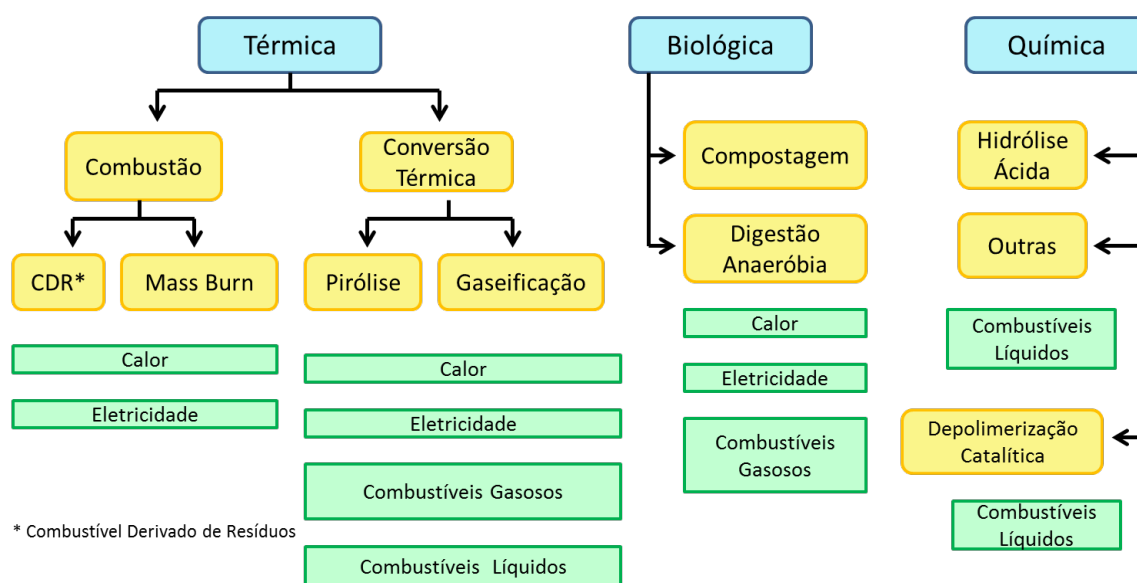 Térmica
Biológica
Química
Combustão
Conversão
Térmica
CDR*
Mass Burn
Pirólise
Gaseificação
Calor
Eletricidade
Calor
Eletricidade
Combustíveis Gasosos
Combustíveis Líquidos
Compostagem
Digestão
Anaeróbia
Calor
Eletricidade
Combustíveis
Gasosos
Hidrólise
Ácida
Outras
Combustíveis
Líquidos
Depolimerização
Catalítica
Combustíveis
Líquidos
* Combustível Derivado de Resíduos